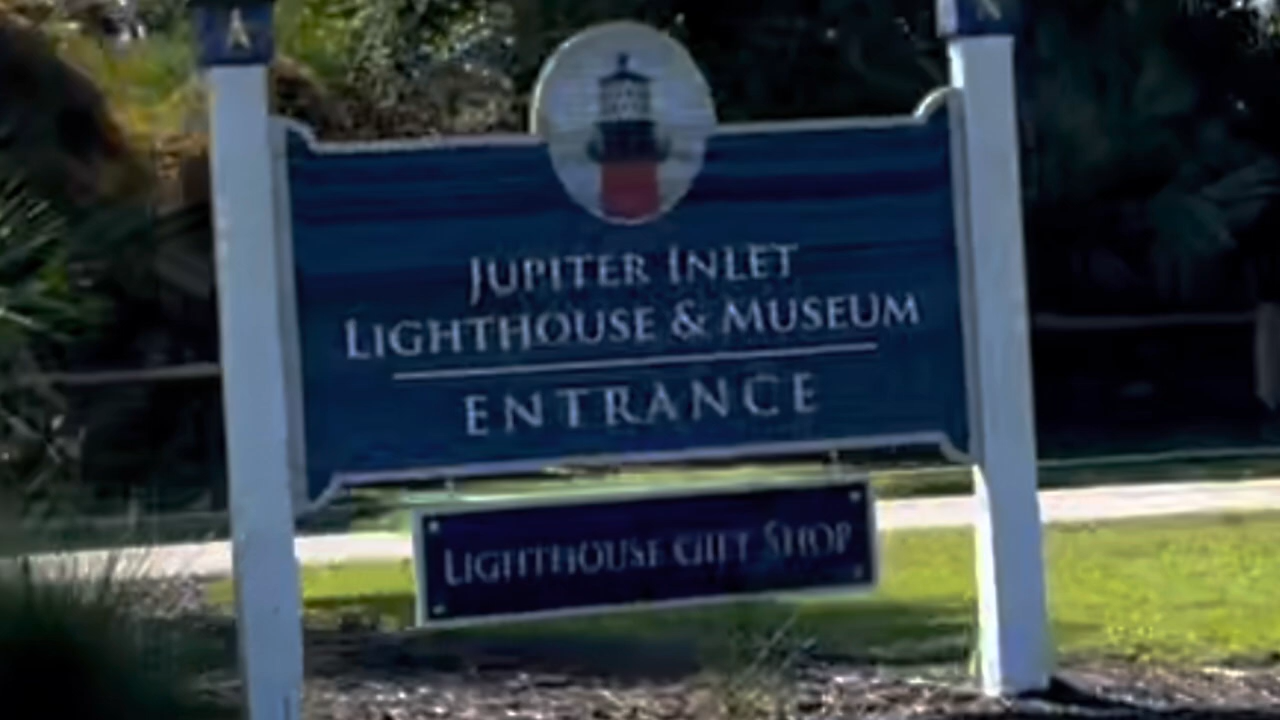 A
JUPITER INLET
LIGHTHOUSE & MUSEUM
ENTRANCE
LIGHTHOUSE GIFT SHOP